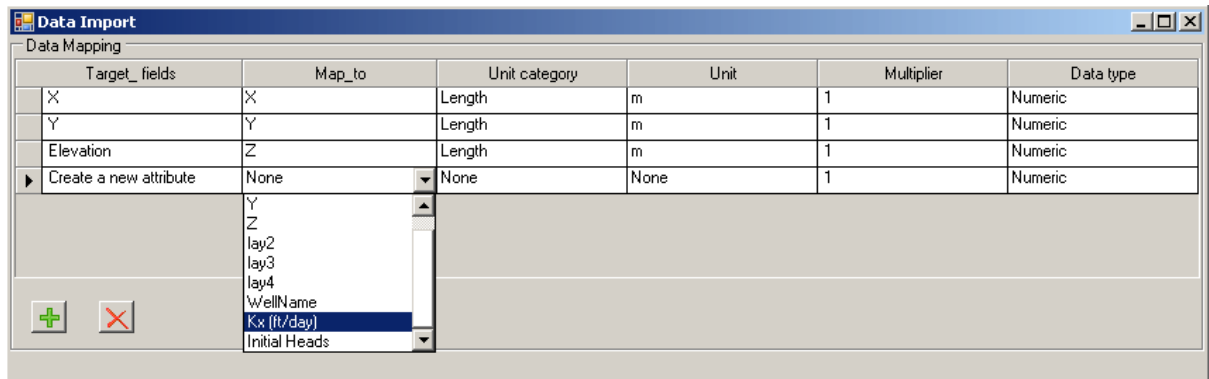 Data Import
Data Mapping
Target_ fields Map_to Unit category Unit Multiplier Data type
X X Length m 1 Numeric
Y Y Length m 1 Numeric
Elevation Z Length m 1 Numeric
Create a new attribute None None None 1 Numeric
Y
Z
lay2
lay3
lay4
WellName
Kx (ft/day)
Initial Heads